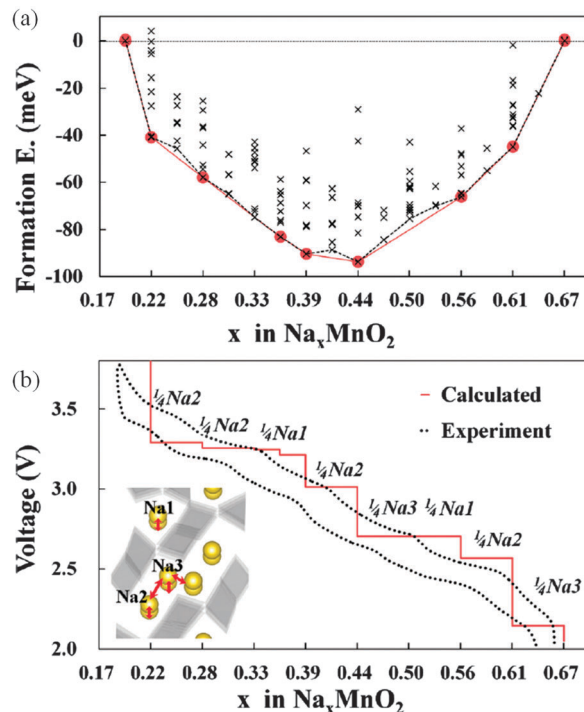 (a)
0
-20
-40
-60
-80
-100
Formation E. (meV)
0.17 0.22 0.28 0.33 0.39 0.44 0.50 0.56 0.61 0.67
x in NaₓMnO₂
(b)
3.5
3.0
2.5
2.0
Voltage (V)
¼Na2
¼Na2
¼Na1
¼Na2
¼Na3
¼Na1
¼Na2
¼Na3
Calculated
Experiment
Na1
Na3
Na2
0.17 0.22 0.28 0.33 0.39 0.44 0.50 0.56 0.61 0.67
x in NaₓMnO₂